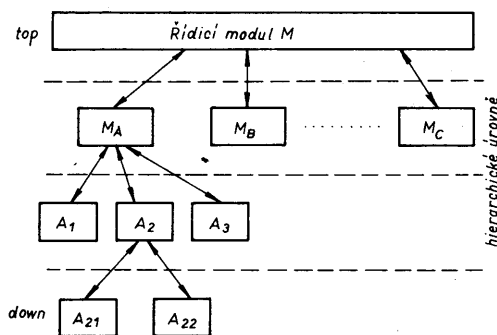 top
Řídicí modul M
M_A
M_B
M_C
hierarchické úrovně
A_1
A_2
A_3
down
A_21
A_22